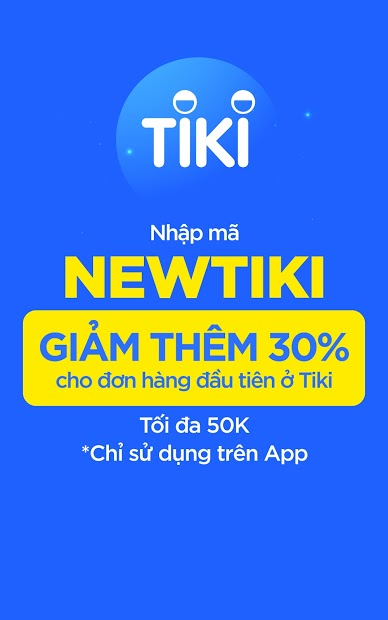 TIKI
Nhập mã
NEWTIKI
GIẢM THÊM 30%
cho đơn hàng đầu tiên ở Tiki
Tối đa 50K
*Chỉ sử dụng trên App